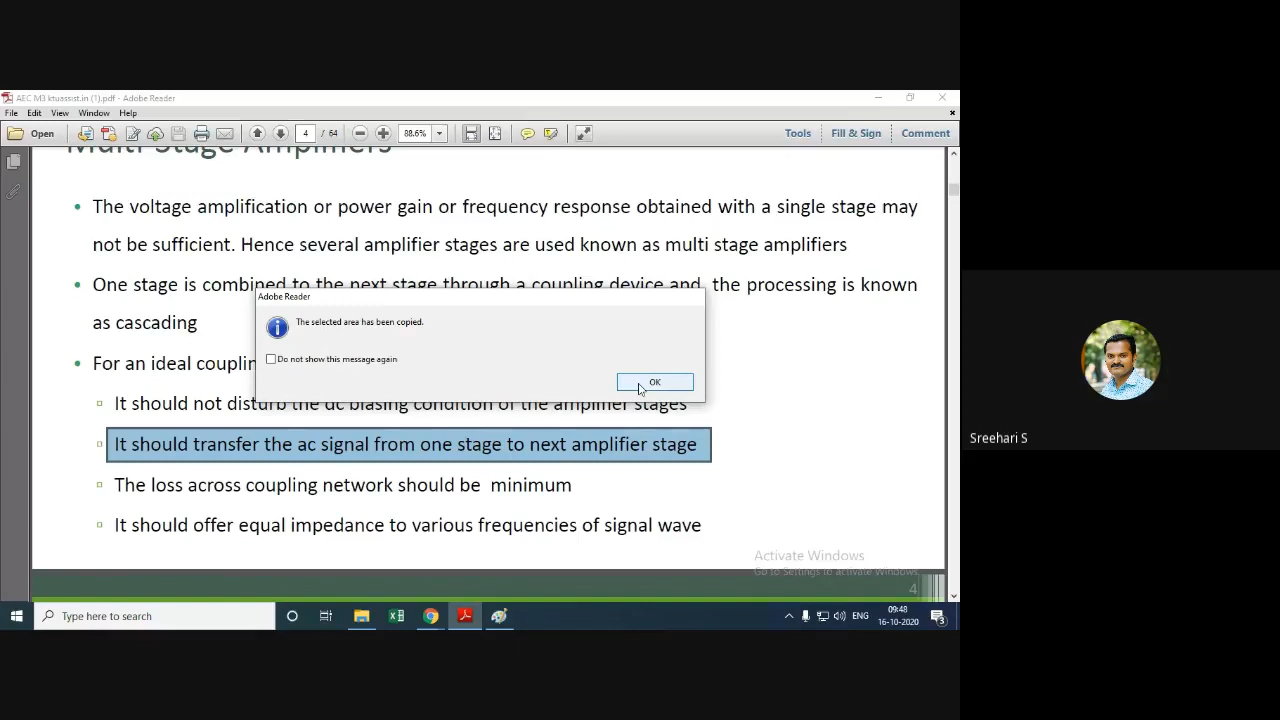 AEC M3 ktuassist.in (1).pdf - Adobe Reader
File Edit View Window Help
Open 4 / 64 88.6% Tools Fill & Sign Comment
Multi Stage Amplifiers
• The voltage amplification or power gain or frequency response obtained with a single stage may
not be sufficient. Hence several amplifier stages are used known as multi stage amplifiers
• One stage is combined to the next stage through a coupling device and the processing is known
as cascading
Adobe Reader
The selected area has been copied.
Do not show this message again
OK
• For an ideal couplin
It should not disturb the dc biasing condition of the amplifier stages
It should transfer the ac signal from one stage to next amplifier stage
The loss across coupling network should be minimum
It should offer equal impedance to various frequencies of signal wave
Activate Windows
Go to Settings to activate Windows.
4
Type here to search
ENG
09:48
16-10-2020
3
Sreehari S